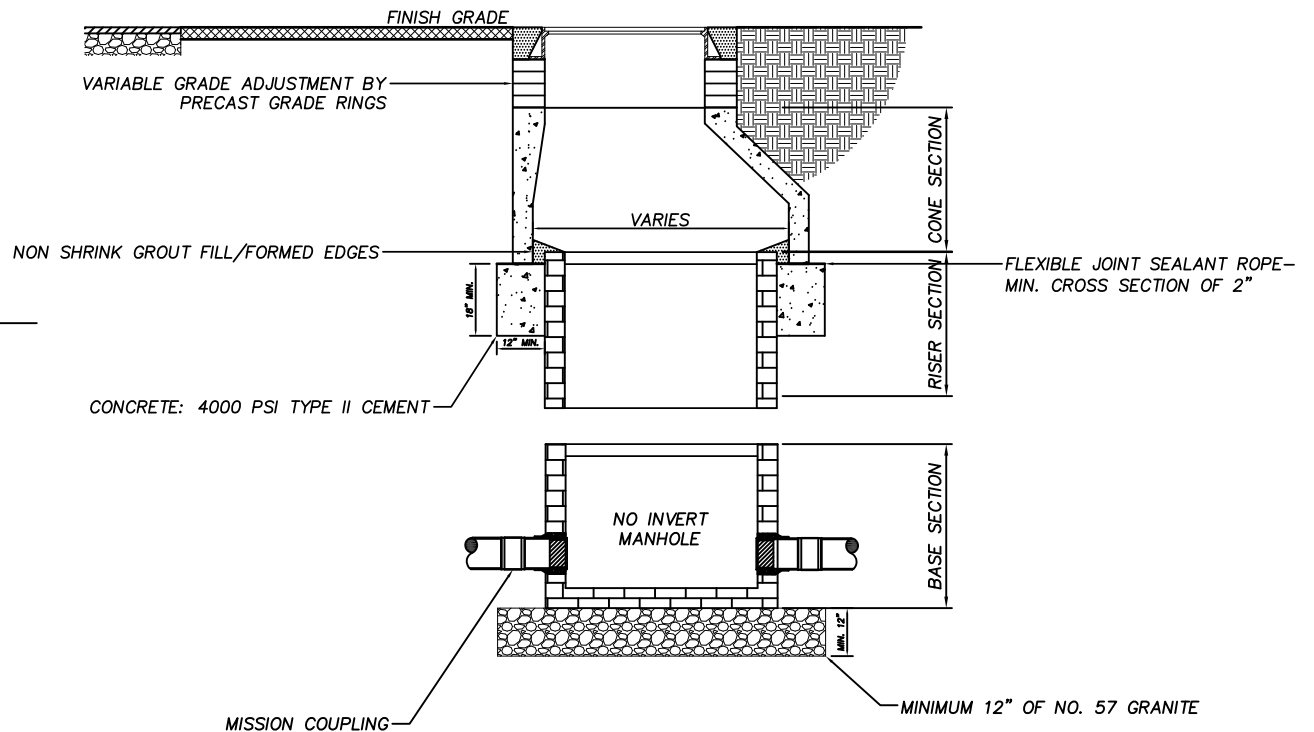 FINISH GRADE
VARIABLE GRADE ADJUSTMENT BY
PRECAST GRADE RINGS
CONE SECTION
VARIES
NON SHRINK GROUT FILL/FORMED EDGES
FLEXIBLE JOINT SEALANT ROPE–
MIN. CROSS SECTION OF 2"
RISER SECTION
18" MIN.
12" MIN.
CONCRETE: 4000 PSI TYPE II CEMENT
NO INVERT
MANHOLE
BASE SECTION
MIN. 12"
MINIMUM 12" OF NO. 57 GRANITE
MISSION COUPLING